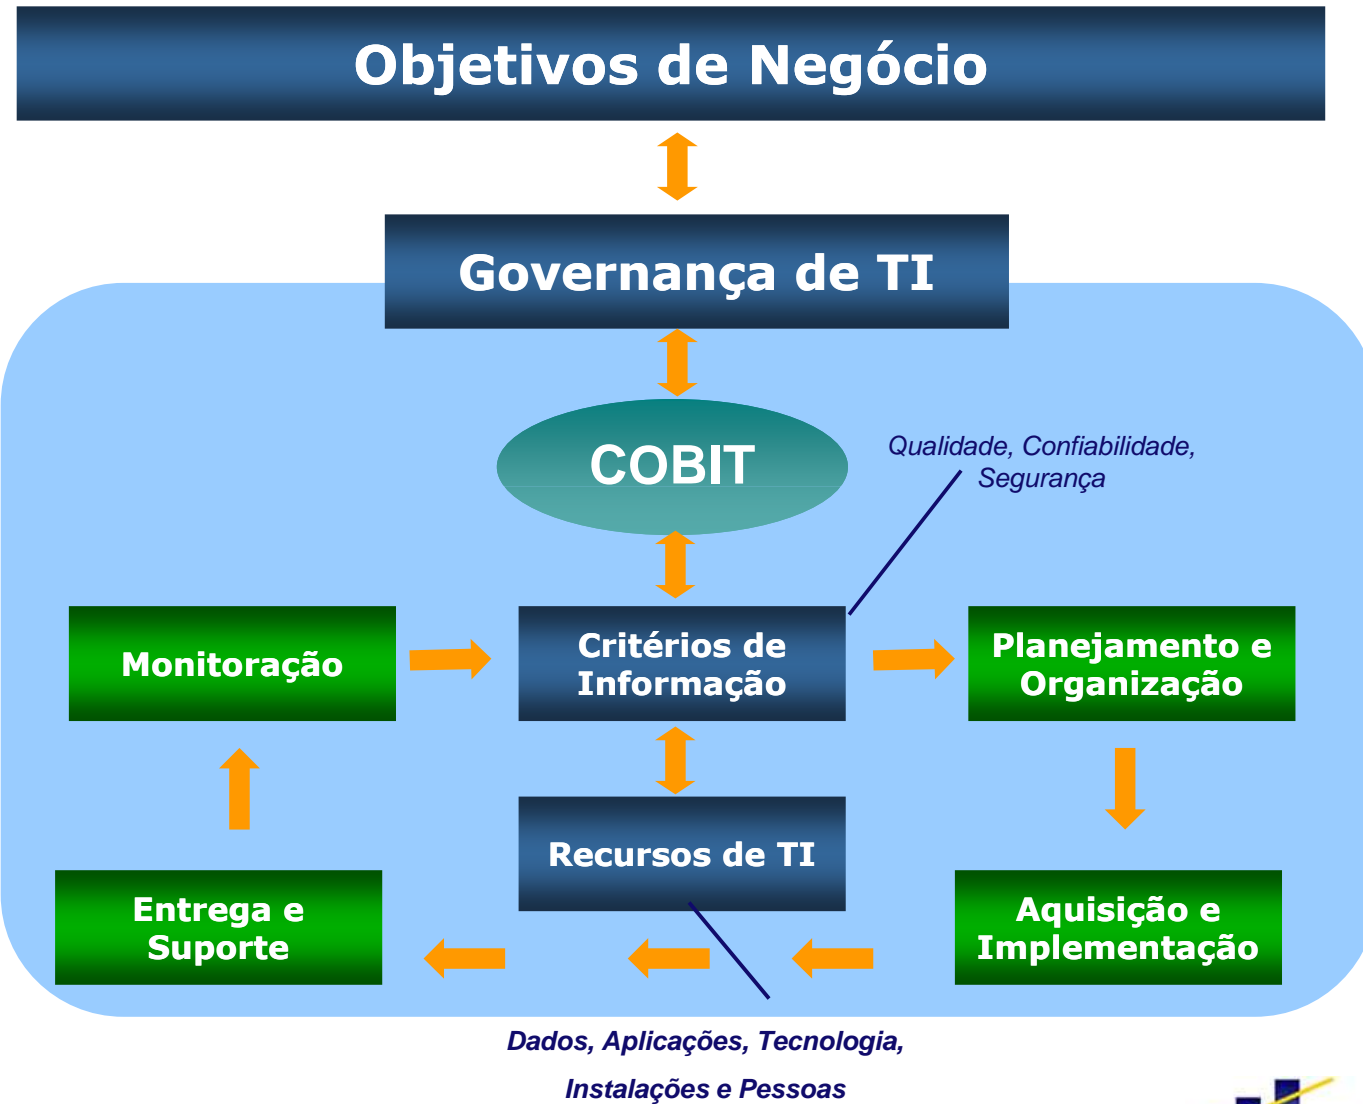 Objetivos de Negócio
Governança de TI
COBIT
Qualidade, Confiabilidade,
Segurança
Monitoração
Critérios de
Informação
Planejamento e
Organização
Recursos de TI
Entrega e
Suporte
Aquisição e
Implementação
Dados, Aplicações, Tecnologia,
Instalações e Pessoas